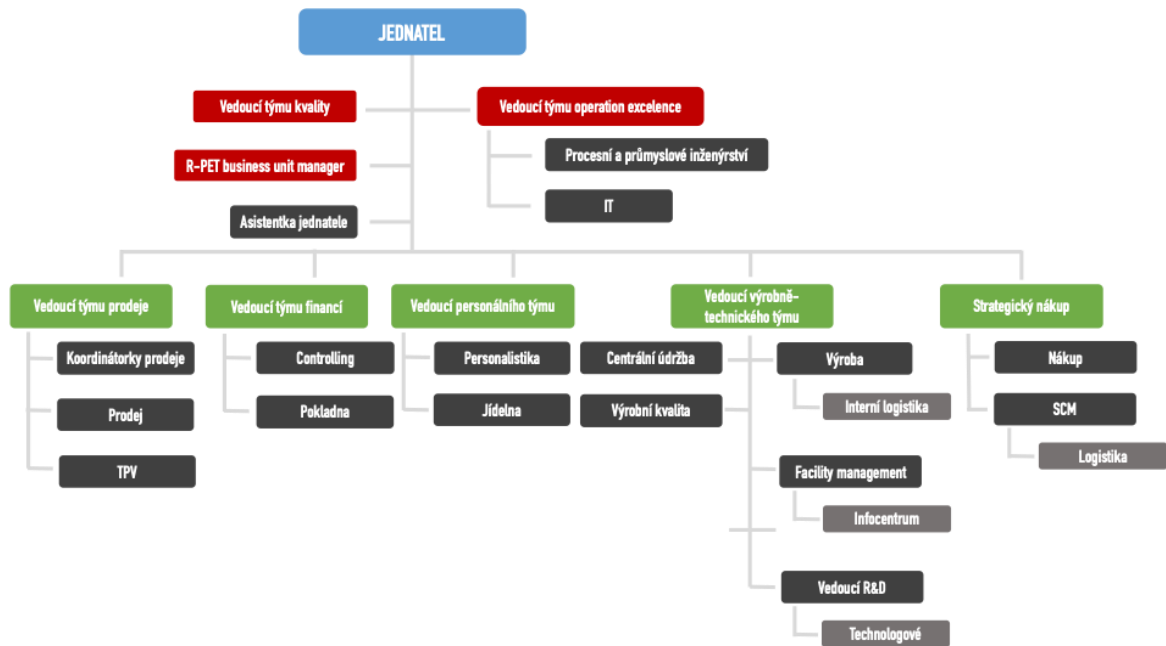 JEDNATEL
Vedoucí týmu kvality
Vedoucí týmu operation excelence
Procesní a průmyslové inženýrství
R-PET business unit manager
IT
Asistentka jednatele
Vedoucí týmu prodeje
Vedoucí týmu financí
Vedoucí personálního týmu
Vedoucí výrobně-
technického týmu
Strategický nákup
Koordinátorky prodeje
Controlling
Personalistika
Centrální údržba
Výroba
Nákup
Interní logistika
Prodej
Pokladna
Jídelna
Výrobní kvalita
SCM
Logistika
TPV
Facility management
Infocentrum
Vedoucí R&D
Technologové